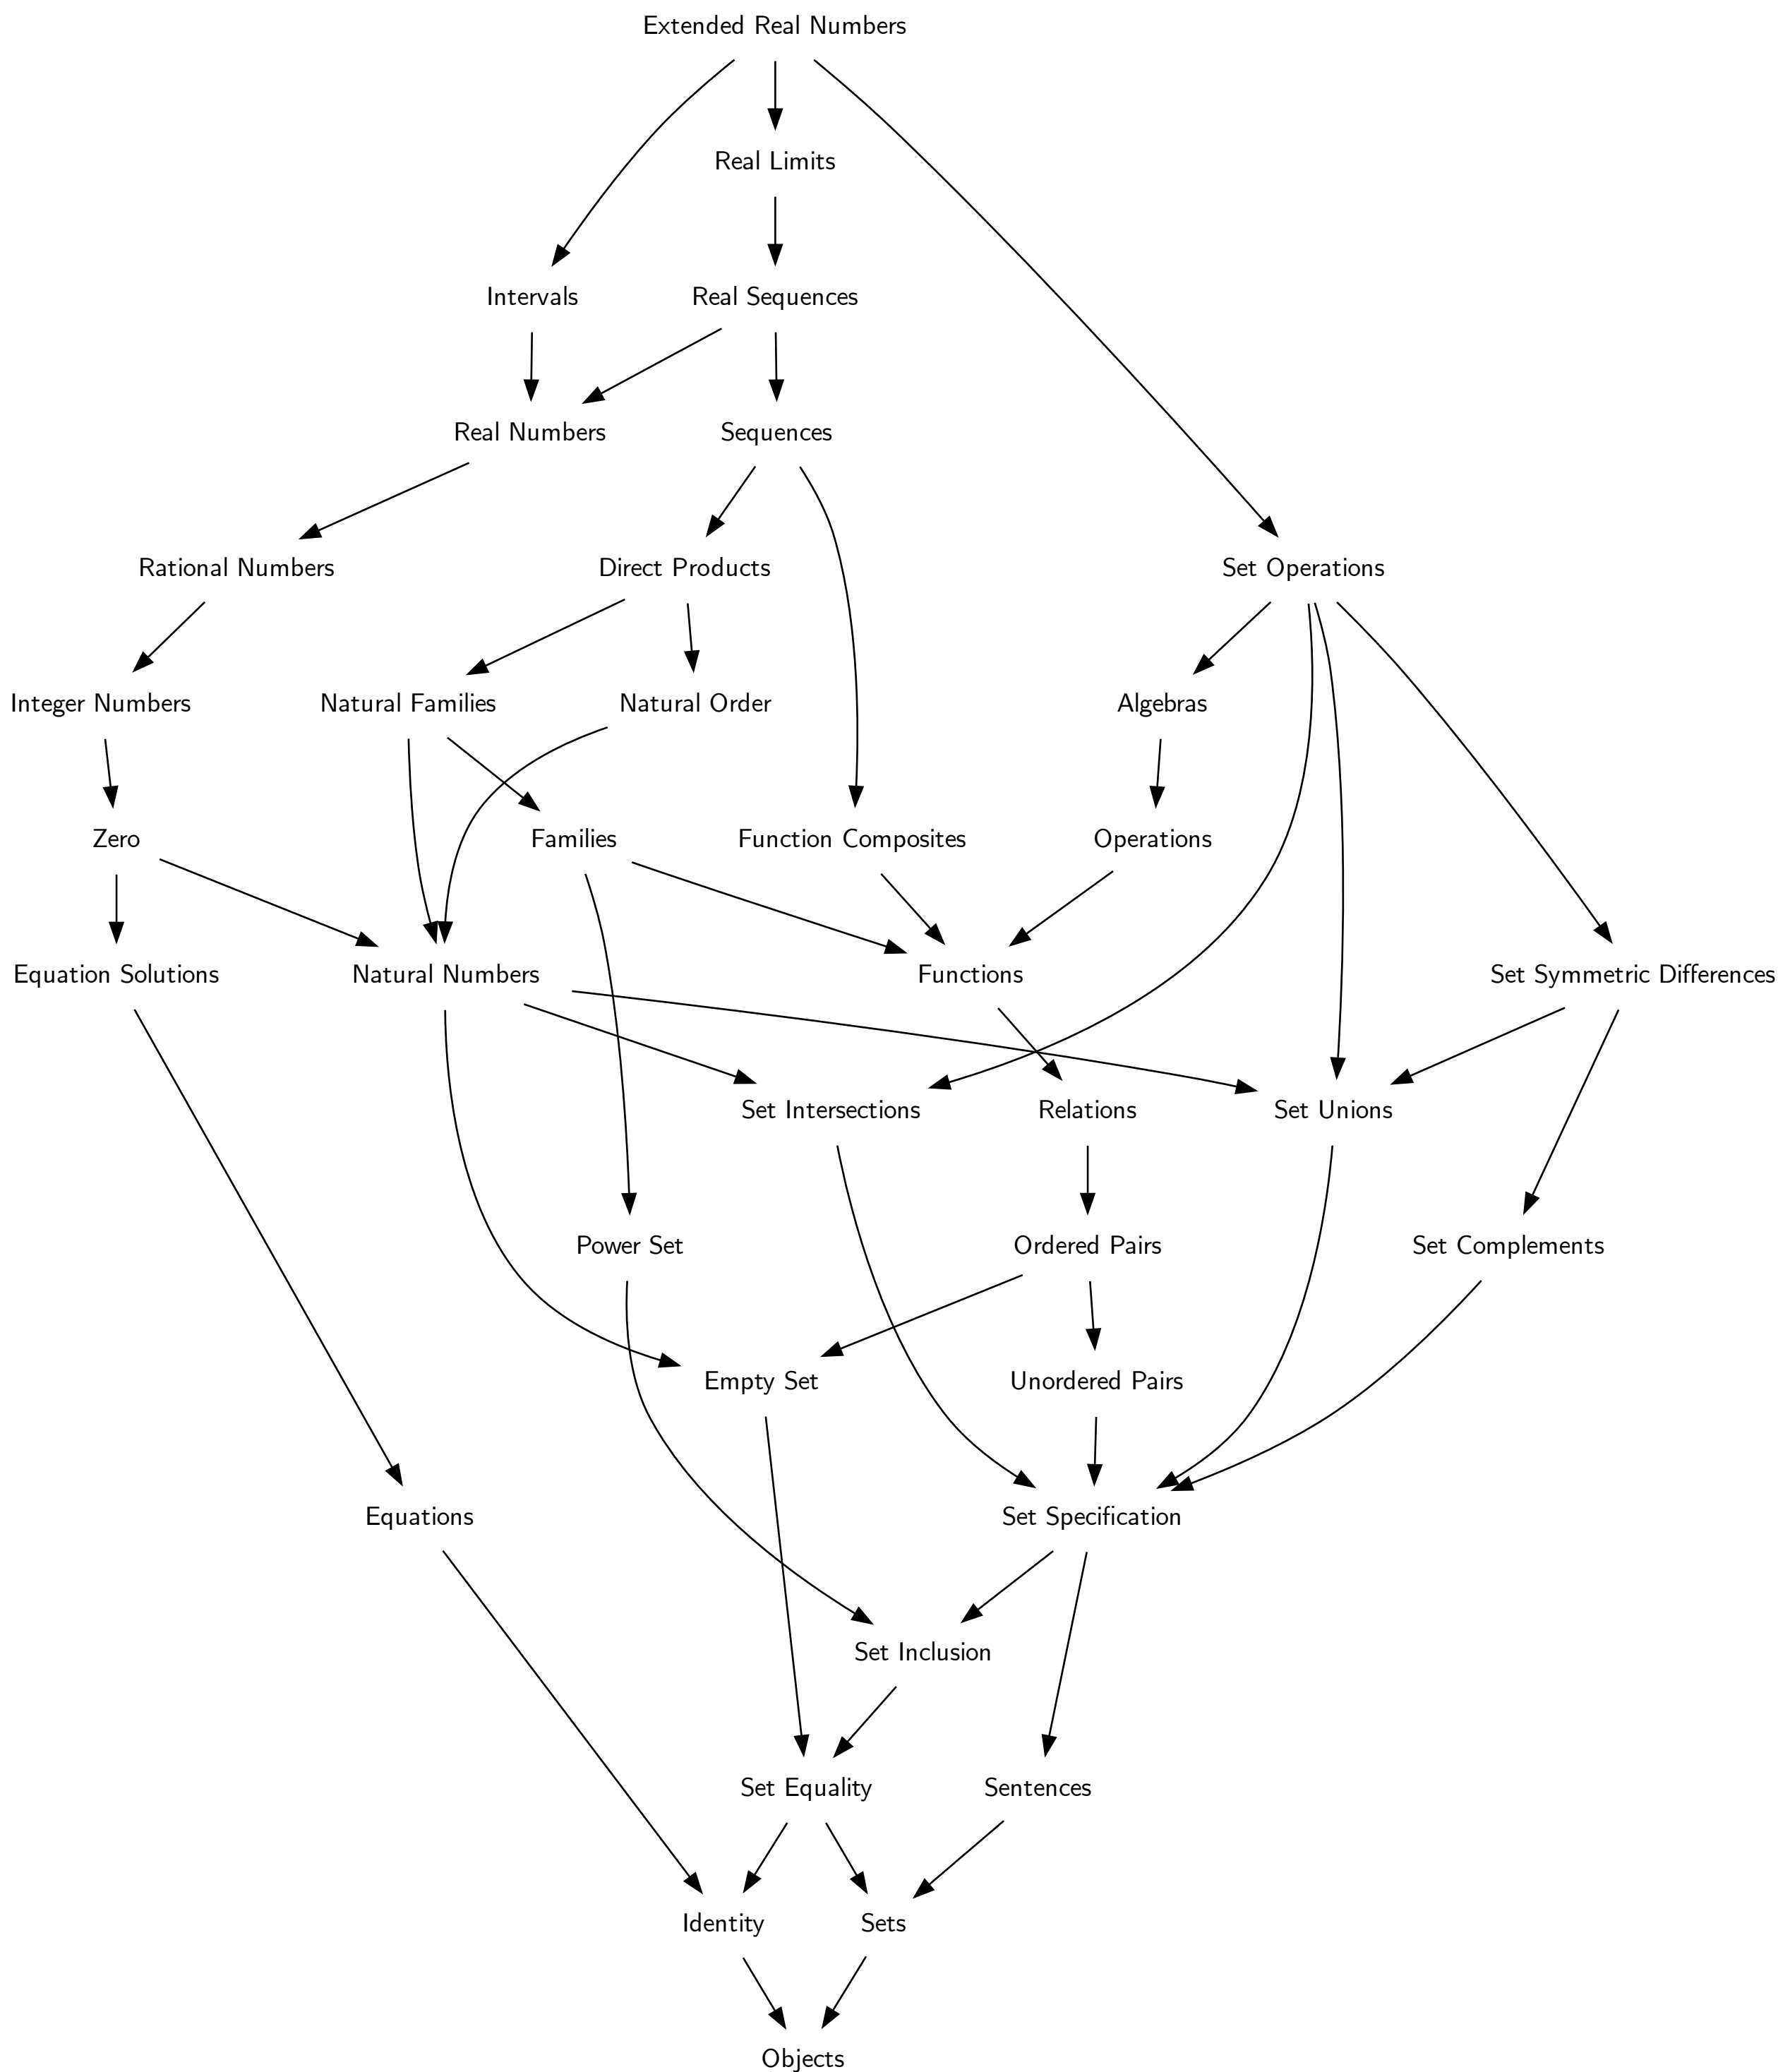 Extended Real Numbers
Real Limits
Intervals
Real Sequences
Real Numbers
Sequences
Rational Numbers
Direct Products
Set Operations
Integer Numbers
Natural Families
Natural Order
Algebras
Zero
Families
Function Composites
Operations
Equation Solutions
Natural Numbers
Functions
Set Symmetric Differences
Set Intersections
Relations
Set Unions
Power Set
Ordered Pairs
Set Complements
Empty Set
Unordered Pairs
Equations
Set Specification
Set Inclusion
Set Equality
Sentences
Identity
Sets
Objects